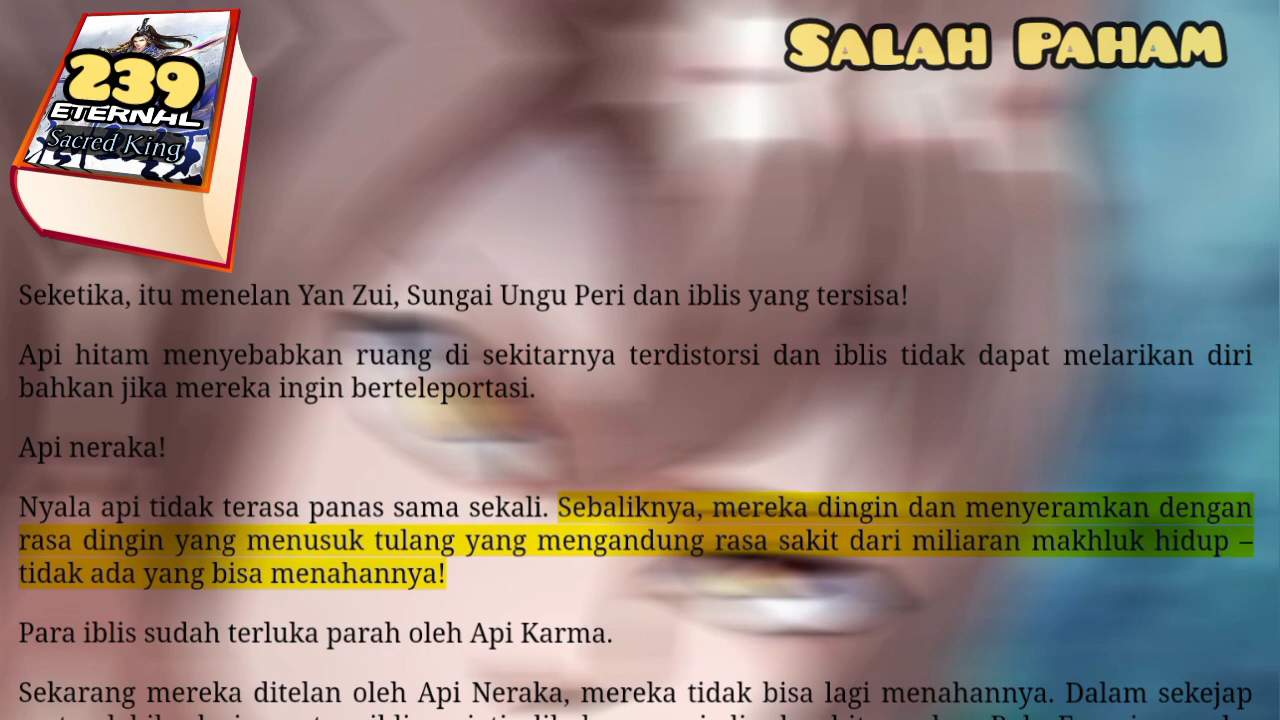 239
ETERNAL
Sacred King
SALAH PAHAM
Seketika, itu menelan Yan Zui, Sungai Ungu Peri dan iblis yang tersisa!
Api hitam menyebabkan ruang di sekitarnya terdistorsi dan iblis tidak dapat melarikan diri
bahkan jika mereka ingin berteleportasi.
Api neraka!
Nyala api tidak terasa panas sama sekali. Sebaliknya, mereka dingin dan menyeramkan dengan
rasa dingin yang menusuk tulang yang mengandung rasa sakit dari miliaran makhluk hidup –
tidak ada yang bisa menahannya!
Para iblis sudah terluka parah oleh Api Karma.
Sekarang mereka ditelan oleh Api Neraka, mereka tidak bisa lagi menahannya. Dalam sekejap